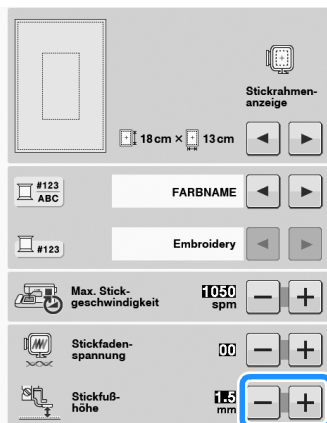 Stickrahmen-
anzeige
18cm × 13cm
#123
ABC
FARBNAME
#123
Embroidery
Max. Stick-
geschwindigkeit
1050
spm
Stickfaden-
spannung
00
Stickfuß-
höhe
1.5
mm